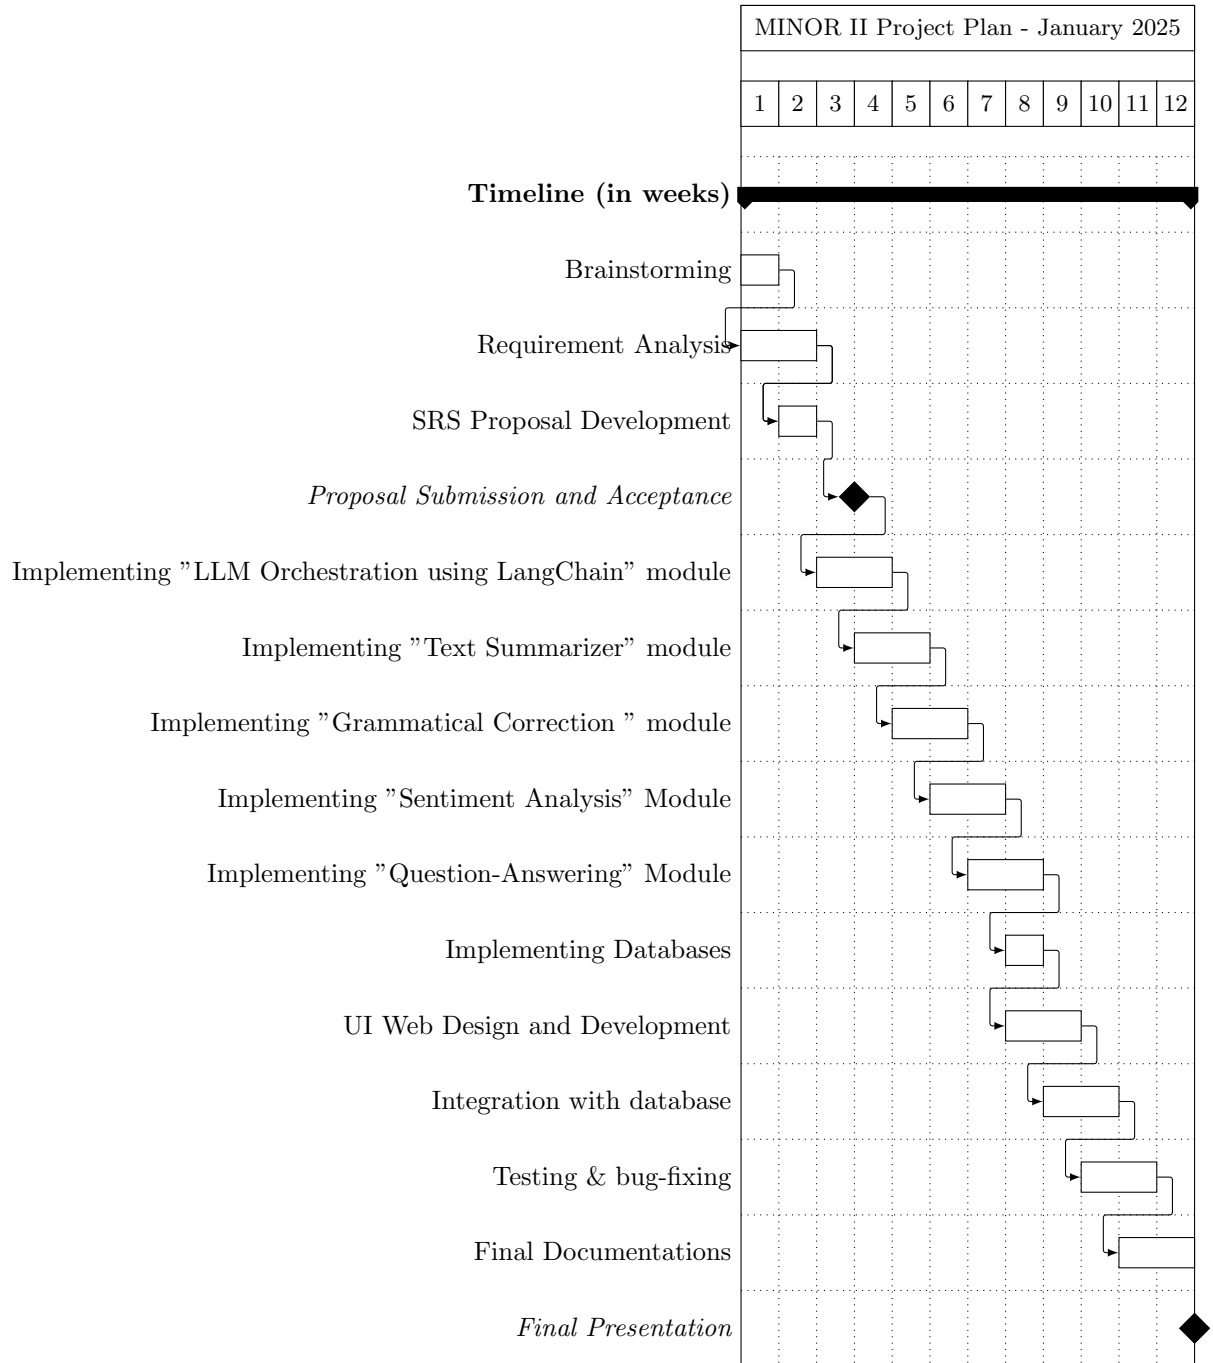 MINOR II Project Plan - January 2025
1 2 3 4 5 6 7 8 9 10 11 12
Timeline (in weeks)
Brainstorming
Requirement Analysis
SRS Proposal Development
Proposal Submission and Acceptance
Implementing ”LLM Orchestration using LangChain” module
Implementing ”Text Summarizer” module
Implementing ”Grammatical Correction ” module
Implementing ”Sentiment Analysis” Module
Implementing ”Question-Answering” Module
Implementing Databases
UI Web Design and Development
Integration with database
Testing & bug-fixing
Final Documentations
Final Presentation